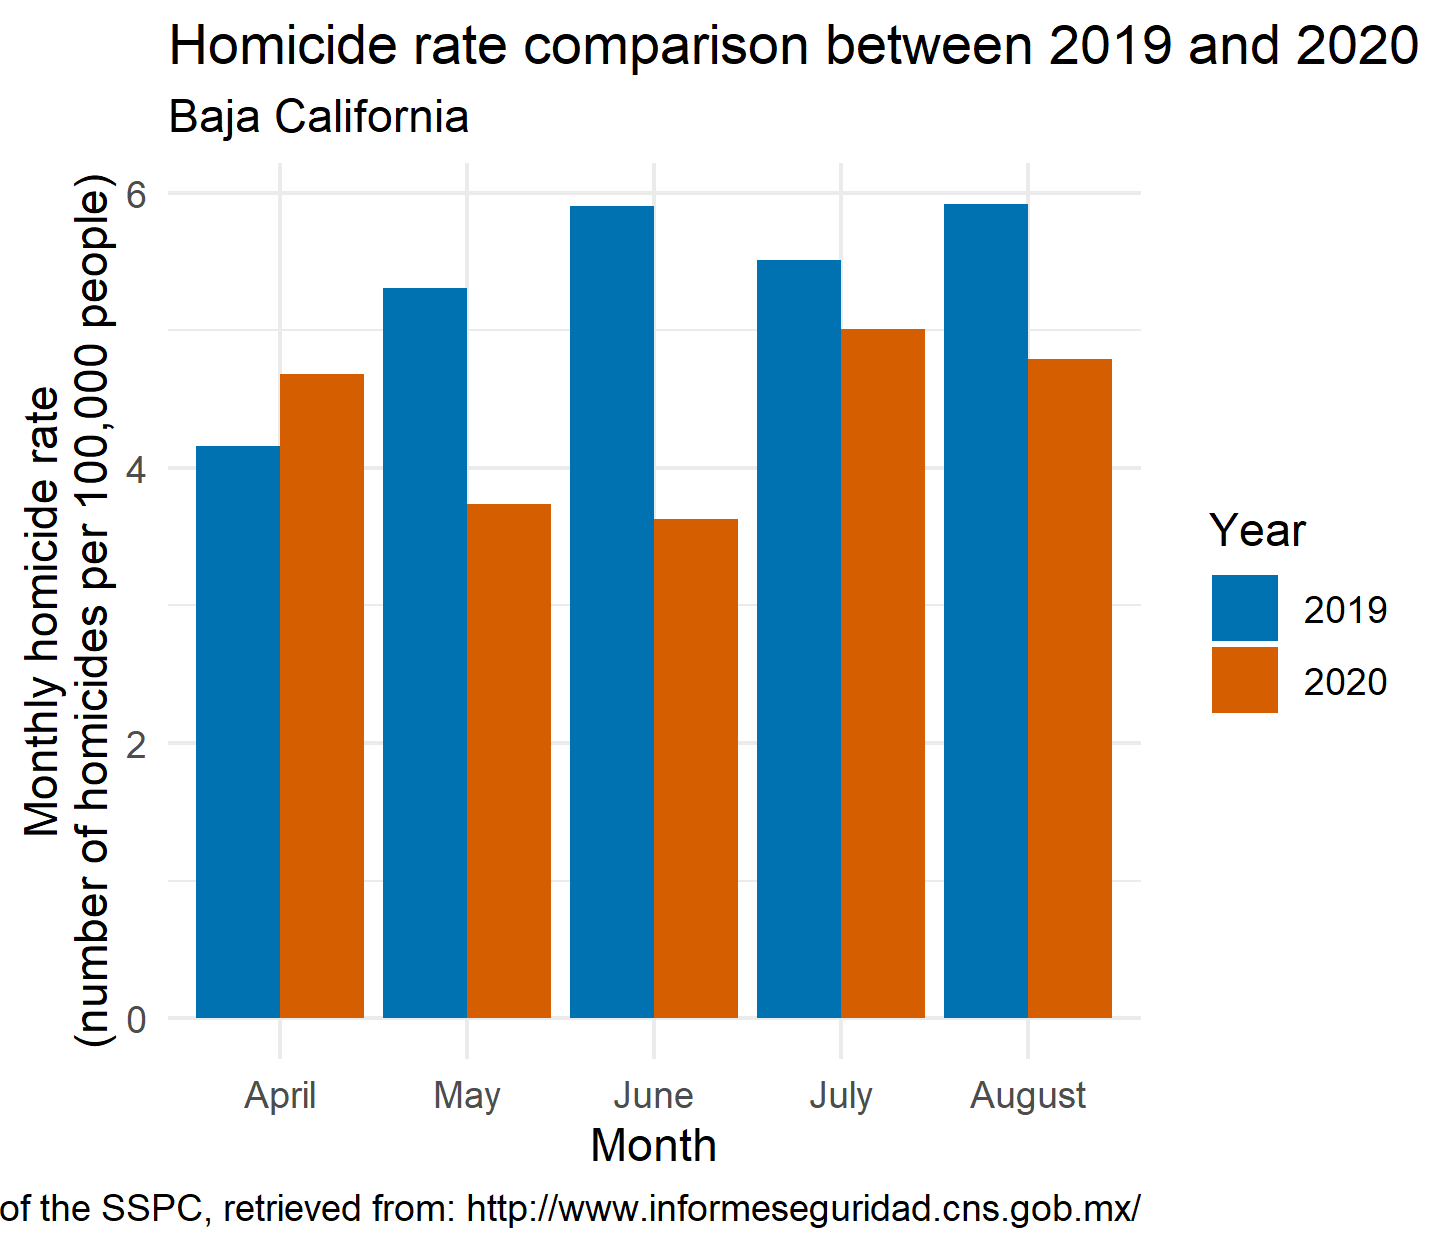 Homicide rate comparison between 2019 and 2020
Baja California
Monthly homicide rate
(number of homicides per 100,000 people)
6
4
2
0
April May June July August
Month
Year
2019
2020
of the SSPC, retrieved from: http://www.informeseguridad.cns.gob.mx/